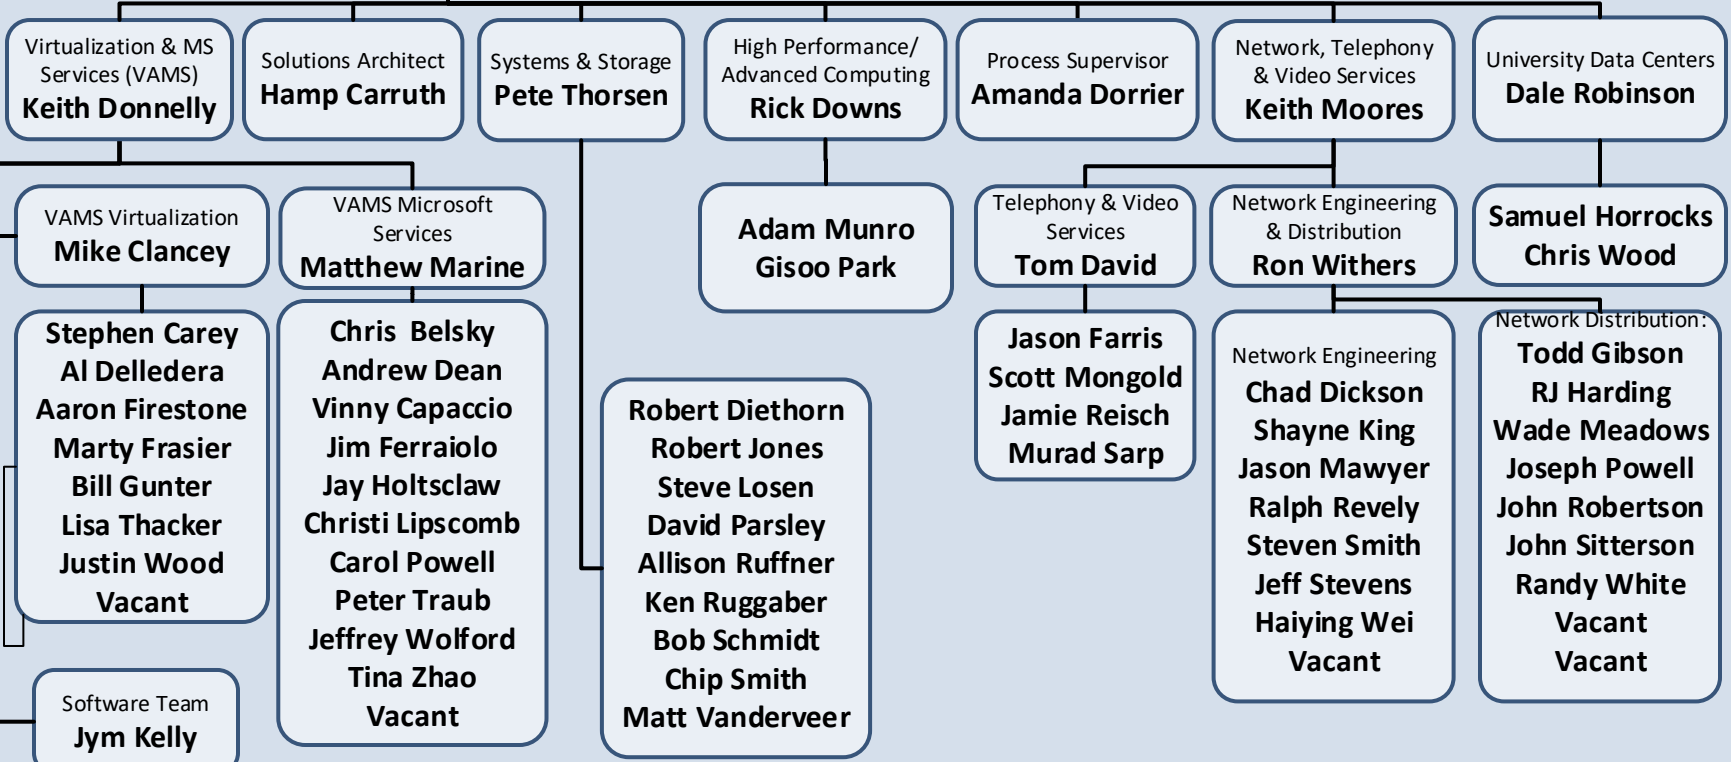 Virtualization & MS
Services (VAMS)
Keith Donnelly
Solutions Architect
Hamp Carruth
Systems & Storage
Pete Thorsen
High Performance/
Advanced Computing
Rick Downs
Process Supervisor
Amanda Dorrier
Network, Telephony
& Video Services
Keith Moores
University Data Centers
Dale Robinson
VAMS Virtualization
Mike Clancey
VAMS Microsoft
Services
Matthew Marine
Adam Munro
Gisoo Park
Telephony & Video
Services
Tom David
Network Engineering
& Distribution
Ron Withers
Samuel Horrocks
Chris Wood
Stephen Carey
Al Delledera
Aaron Firestone
Marty Frasier
Bill Gunter
Lisa Thacker
Justin Wood
Vacant
Chris Belsky
Andrew Dean
Vinny Capaccio
Jim Ferraiolo
Jay Holtsclaw
Christi Lipscomb
Carol Powell
Peter Traub
Jeffrey Wolford
Tina Zhao
Vacant
Robert Diethorn
Robert Jones
Steve Losen
David Parsley
Allison Ruffner
Ken Ruggaber
Bob Schmidt
Chip Smith
Matt Vanderveer
Jason Farris
Scott Mongold
Jamie Reisch
Murad Sarp
Network Engineering
Chad Dickson
Shayne King
Jason Mawyer
Ralph Revely
Steven Smith
Jeff Stevens
Haiying Wei
Vacant
Network Distribution:
Todd Gibson
RJ Harding
Wade Meadows
Joseph Powell
John Robertson
John Sitterson
Randy White
Vacant
Vacant
Software Team
Jym Kelly